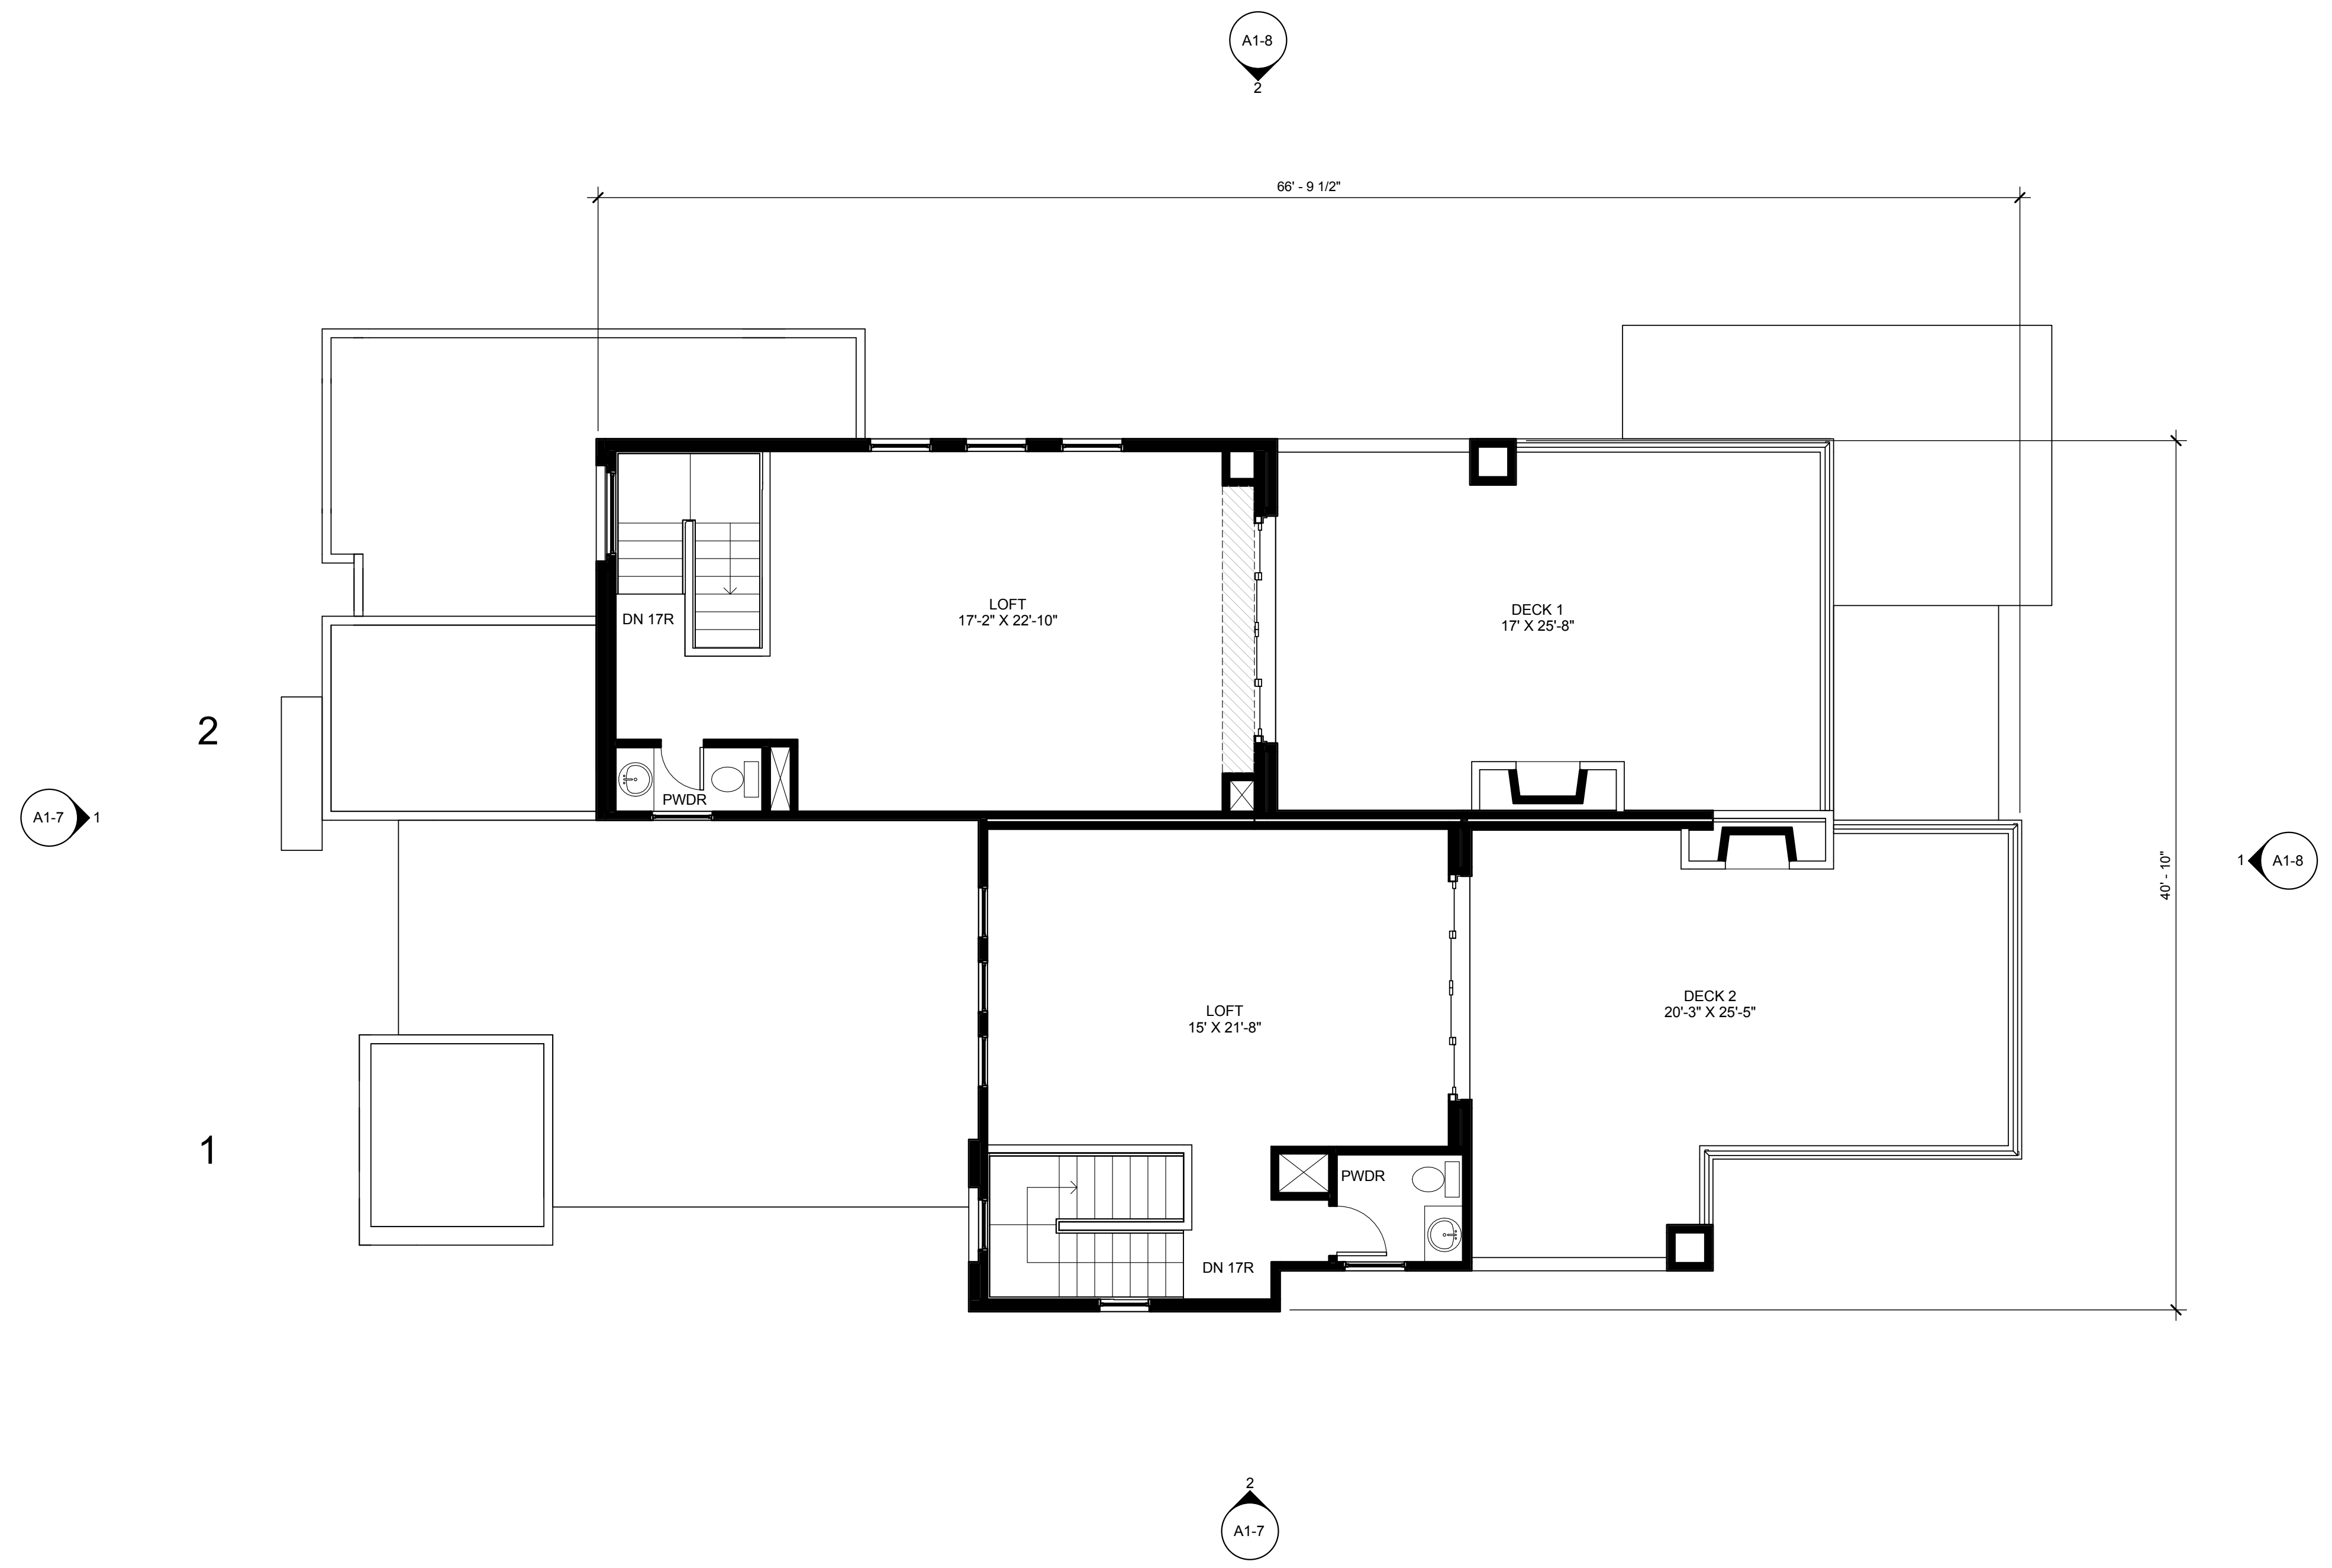 A1-8
2
66' - 9 1/2"
LOFT
17'-2" X 22'-10"
DECK 1
17' X 25'-8"
DN 17R
2
PWDR
A1-7
1
40' - 10"
1
A1-8
LOFT
15' X 21'-8"
DECK 2
20'-3" X 25'-5"
1
PWDR
DN 17R
2
A1-7